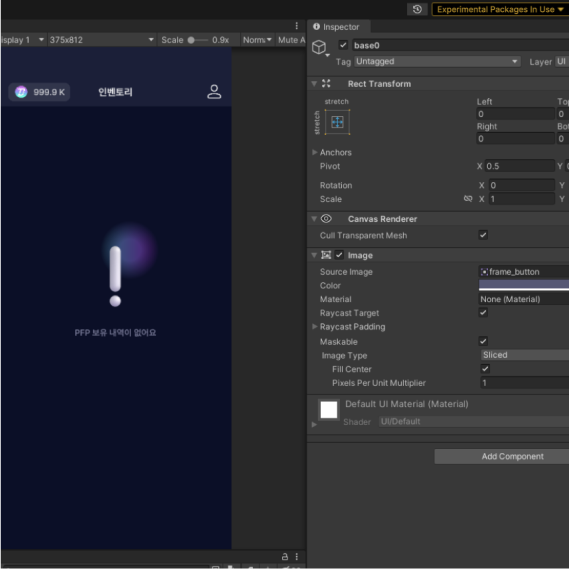 Experimental Packages In Use
isplay 1 375x812 Scale 0.9x Norm Mute A
999.9 K 인벤토리
PFP 보유 내역이 없어요
Inspector
base0
Tag Untagged Layer UI
Rect Transform
stretch
stretch
Left
0 0
Right
0 0
Anchors
Pivot X 0.5 Y
Rotation X 0 Y
Scale X 1 Y
Canvas Renderer
Cull Transparent Mesh
Image
Source Image frame_button
Color
Material None (Material)
Raycast Target
Raycast Padding
Maskable
Image Type Sliced
Fill Center
Pixels Per Unit Multiplier 1
Default UI Material (Material)
Shader UI/Default
Add Component